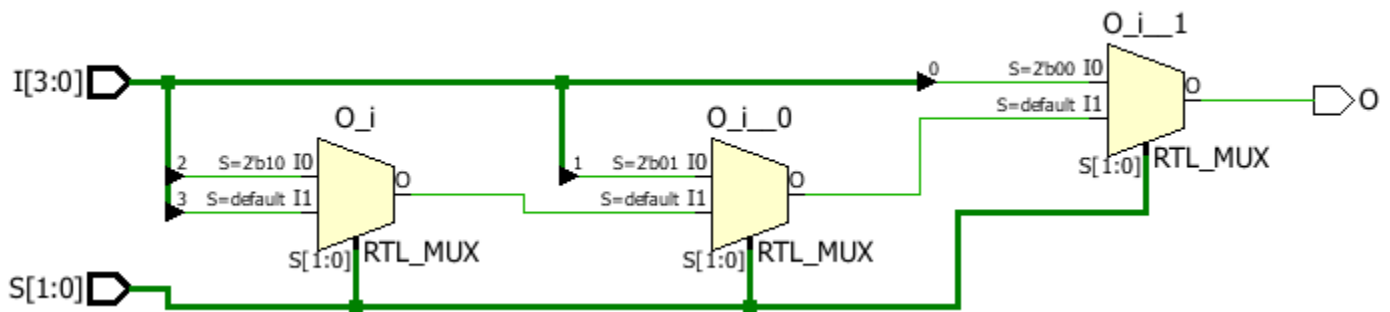 O_i__1
I[3:0]
0
S=2'b00 I0
O
S=default I1
O
O_i
O_i__0
2
S=2'b10 I0
O
1
S=2'b01 I0
O
S[1:0]
RTL_MUX
3
S=default I1
S=default I1
S[1:0]
RTL_MUX
S[1:0]
RTL_MUX
S[1:0]